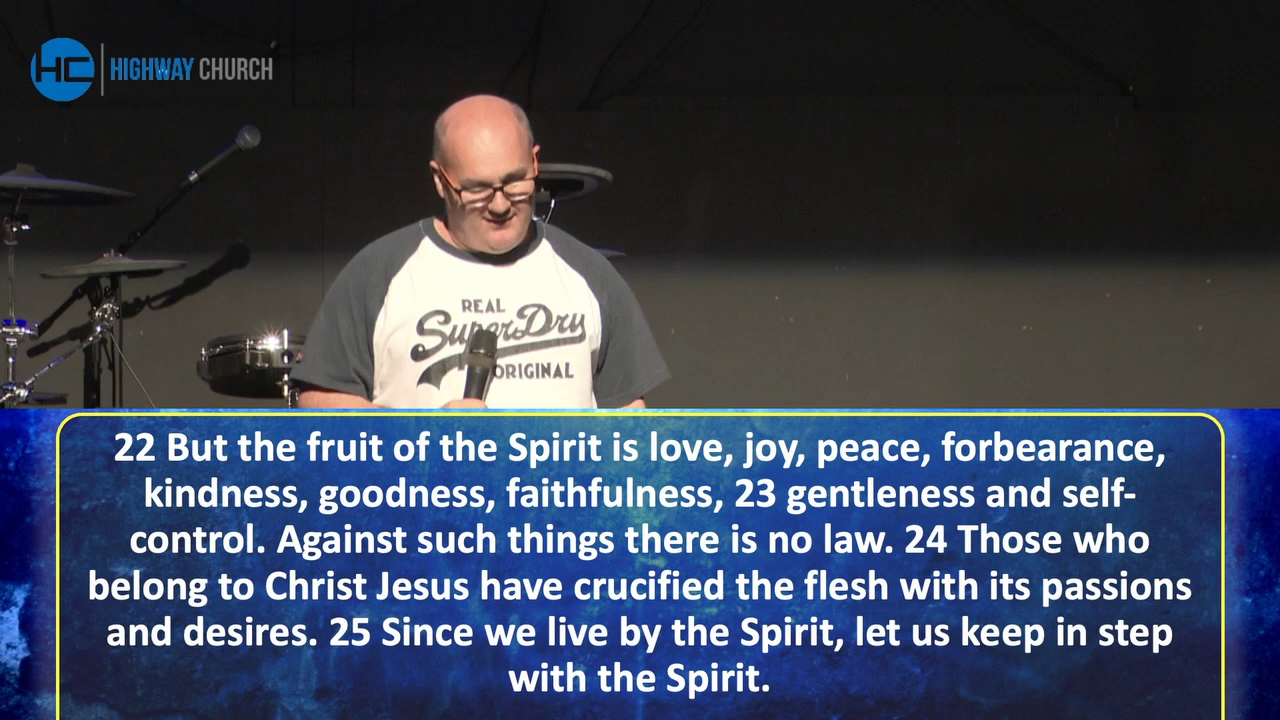 HC HIGHWAY CHURCH
REAL
SuperDry
ORIGINAL
22 But the fruit of the Spirit is love, joy, peace, forbearance,
kindness, goodness, faithfulness, 23 gentleness and self-
control. Against such things there is no law. 24 Those who
belong to Christ Jesus have crucified the flesh with its passions
and desires. 25 Since we live by the Spirit, let us keep in step
with the Spirit.